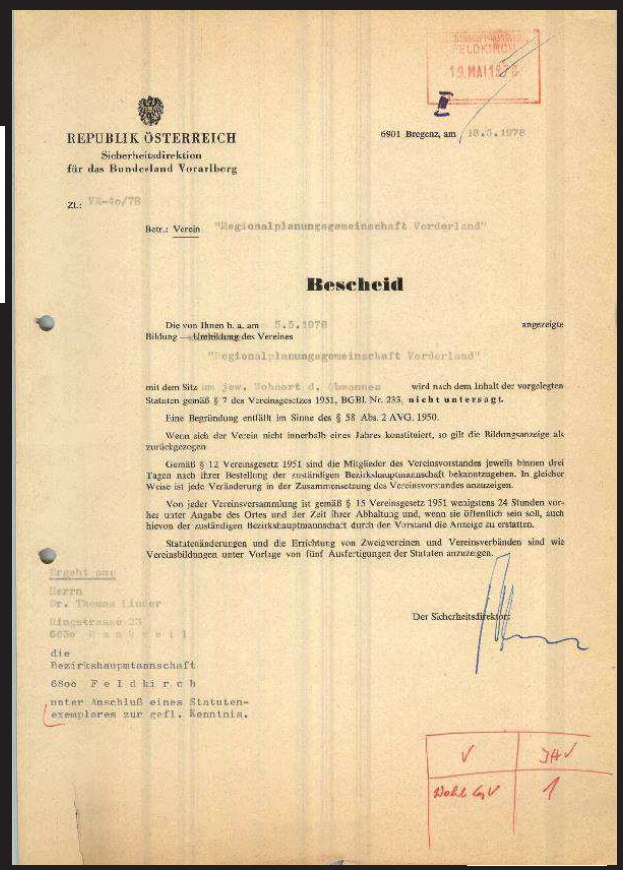 FELDKIRCH
19. MAI 1978
REPUBLIK ÖSTERREICH
Sicherheitsdirektion
für das Bundesland Vorarlberg
6901 Bregenz, am 18.5.1978
Zl.: VR-40/78
Betr.: Verein "Regionalplanungsgemeinschaft Vorderland"
Bescheid
Die von Ihnen h. a. am 5.5.1978 angezeigte
Bildung — Umbildung des Vereines
"Regionalplanungsgemeinschaft Vorderland"
mit dem Sitz am jew. Wohnort d. Obmannes wird nach dem Inhalt der vorgelegten
Statuten gemäß § 7 des Vereinsgesetzes 1951, BGBl. Nr. 233, nicht untersagt.
Eine Begründung entfällt im Sinne des § 58 Abs. 2 AVG. 1950.
Wenn sich der Verein nicht innerhalb eines Jahres konstituiert, so gilt die Bildungsanzeige als
zurückgezogen
Gemäß § 12 Vereinsgesetz 1951 sind die Mitglieder des Vereinsvorstandes jeweils binnen drei
Tagen nach ihrer Bestellung der zuständigen Bezirkshauptmannschaft bekanntzugeben. In gleicher
Weise ist jede Veränderung in der Zusammensetzung des Vereinsvorstandes anzuzeigen.
Von jeder Vereinsversammlung ist gemäß § 15 Vereinsgesetz 1951 wenigstens 24 Stunden vor-
her unter Angabe des Ortes und der Zeit ihrer Abhaltung und, wenn sie öffentlich sein soll, auch
hievon der zuständigen Bezirkshauptmannschaft durch den Vorstand die Anzeige zu erstatten.
Statutenänderungen und die Errichtung von Zweigvereinen und Vereinsverbänden sind wie
Vereinsbildungen unter Vorlage von fünf Ausfertigungen der Statuten anzuzeigen.
Ergeht an:
Herrn
Dr. Thomas Linder
Ringstrasse 23
6830 Rankweil
Der Sicherheitsdirektor:
die
Bezirkshauptmannschaft
6800 Feldkirch
unter Anschluß eines Statuten-
exemplares zur gefl. Kenntnis.
V
1